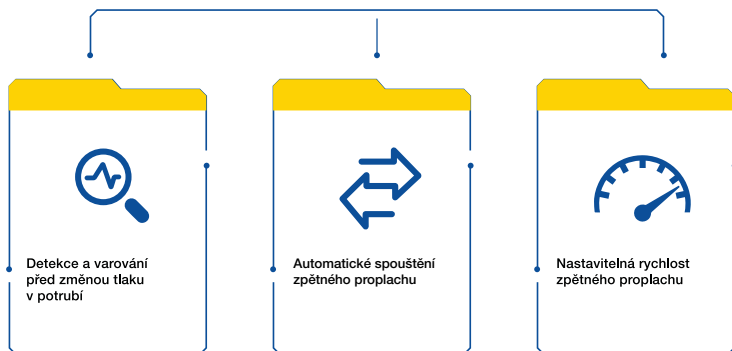 Detekce a varování
před změnou tlaku
v potrubí
Automatické spouštění
zpětného proplachu
Nastavitelná rychlost
zpětného proplachu